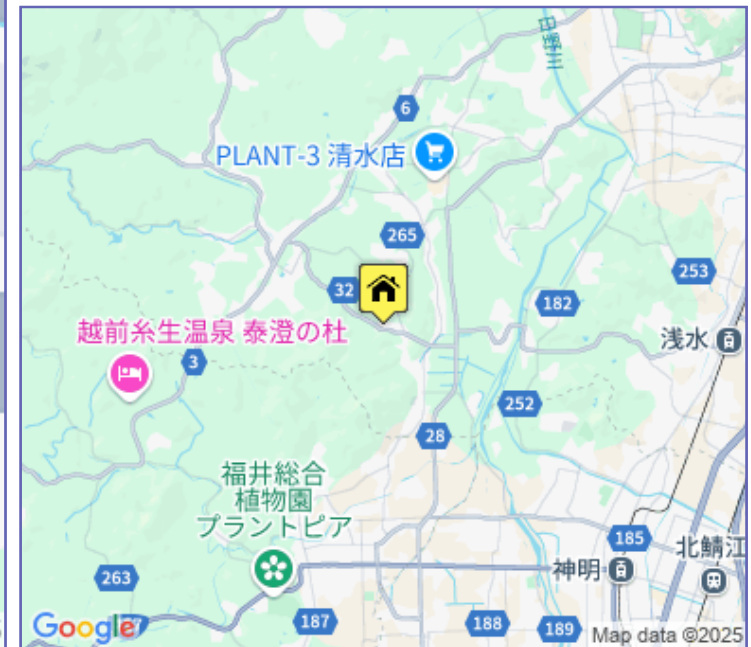 日野川
6
PLANT-3 清水店
265
32
253
182
浅水
越前糸生温泉 泰澄の杜
3
252
28
福井総合
植物園
プラントピア
185
北鯖江
神明
263
187
188
189
Google
Map data ©2025